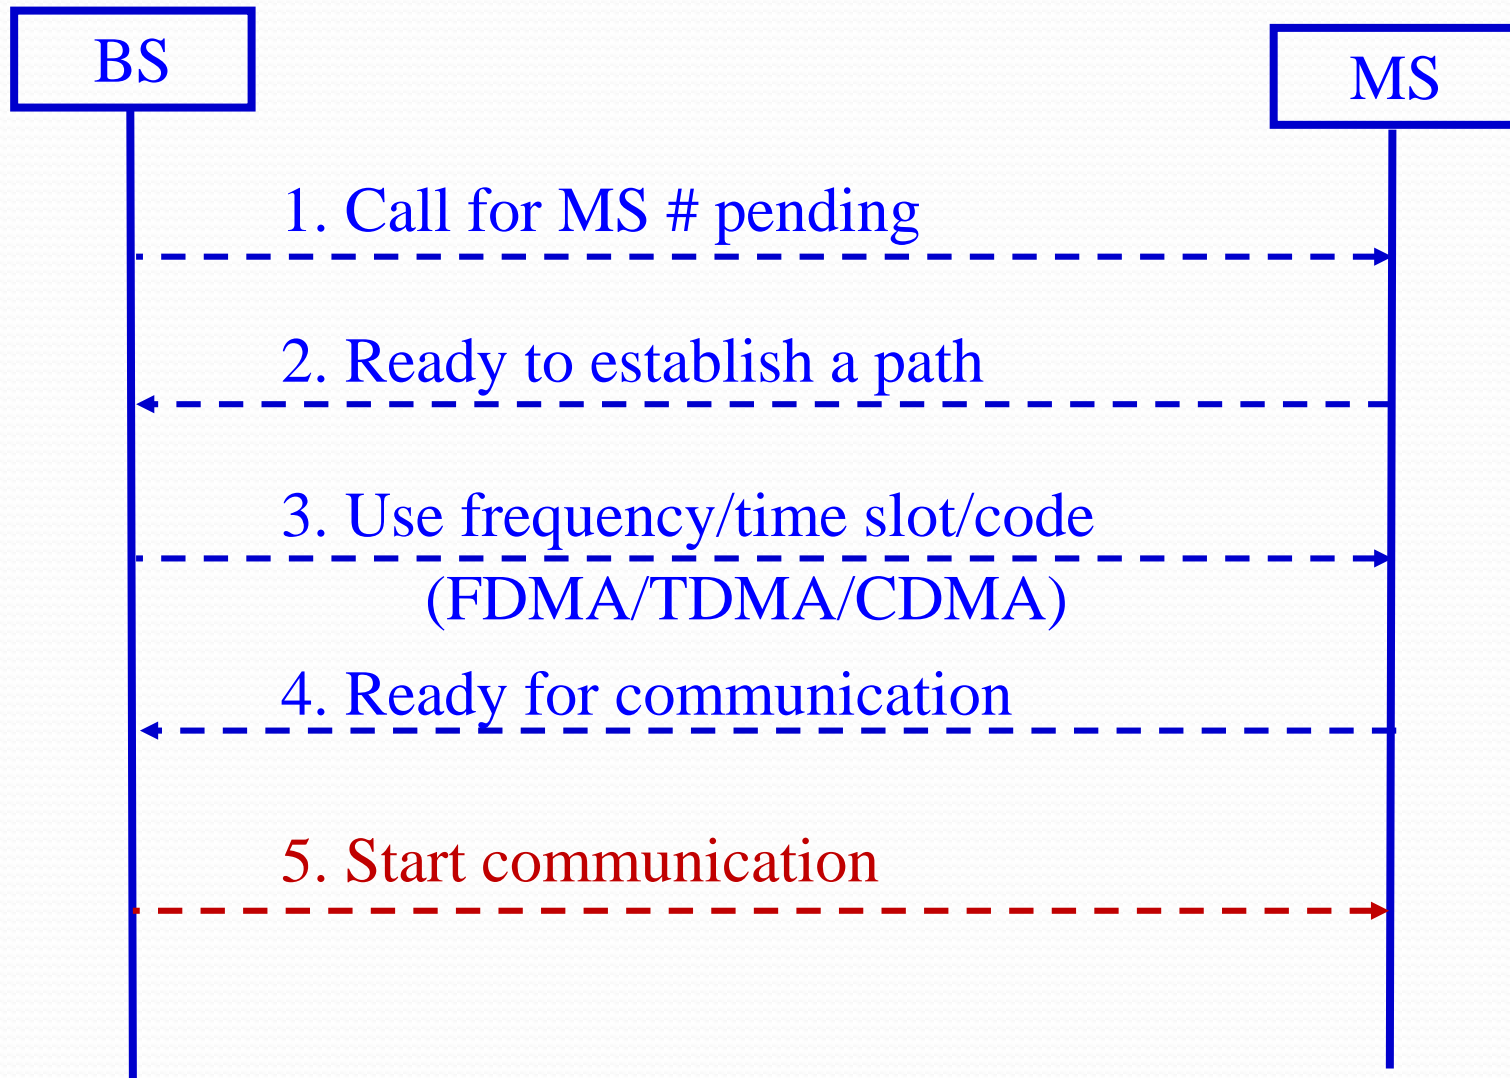 BS
MS
1. Call for MS # pending
2. Ready to establish a path
3. Use frequency/time slot/code
(FDMA/TDMA/CDMA)
4. Ready for communication
5. Start communication